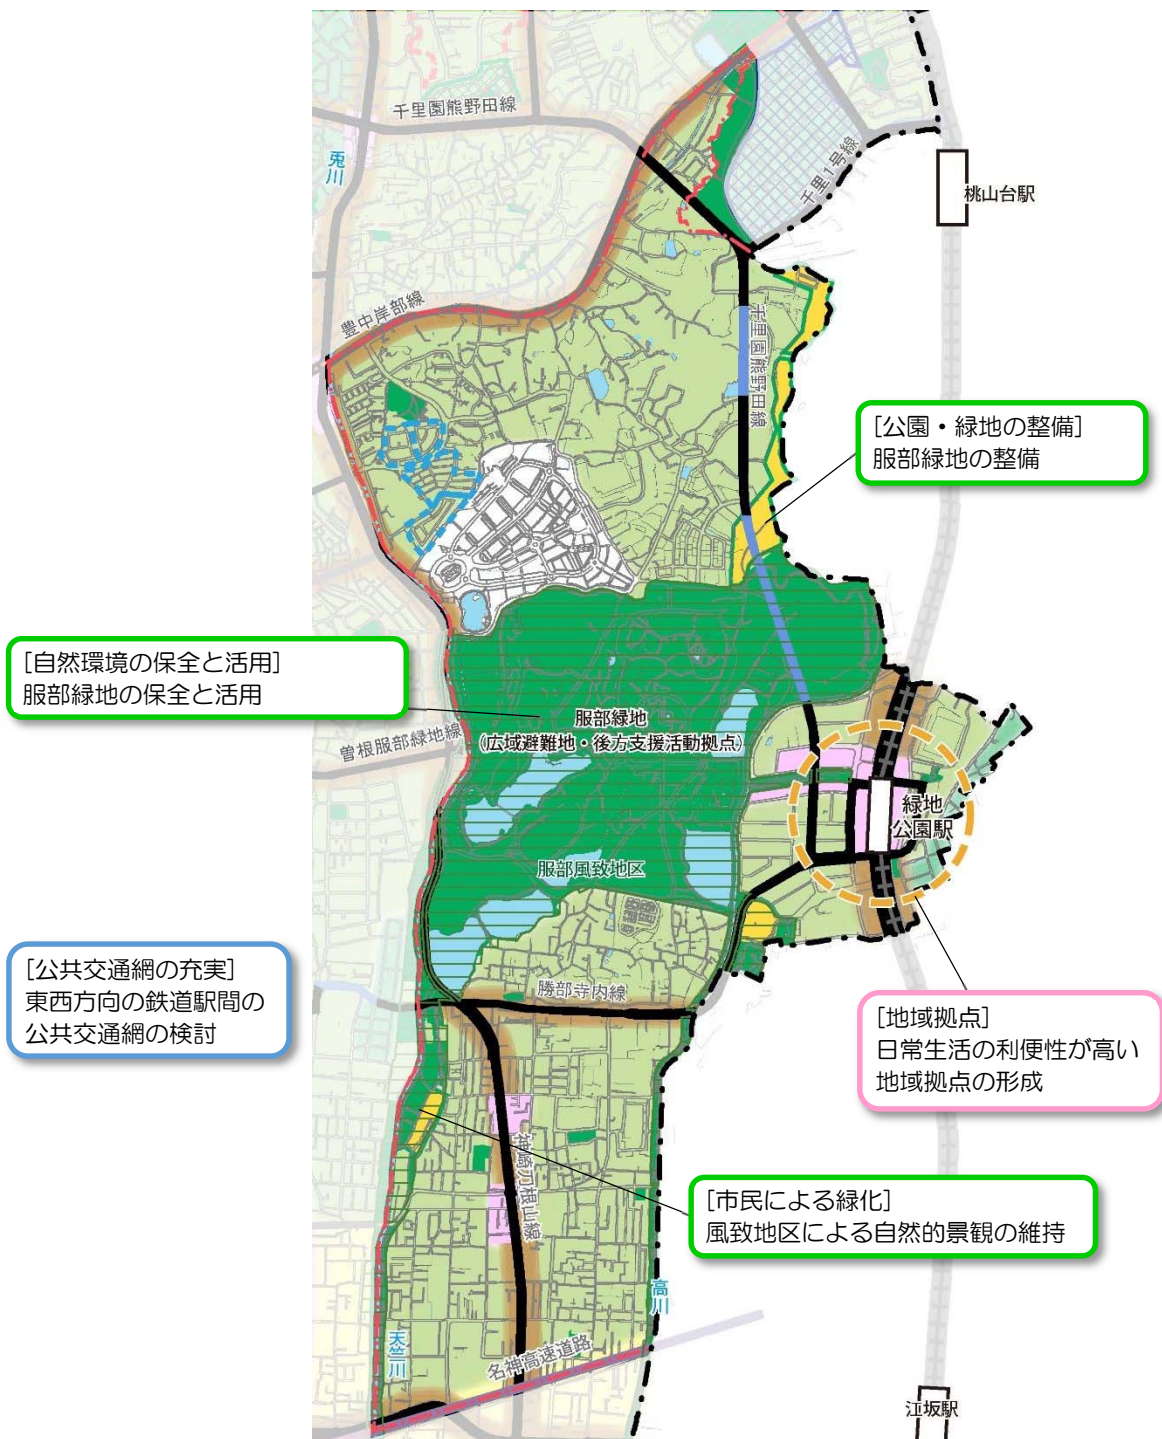 千里園熊野田線
兎川
千里1号線
桃山台駅
豊中岸部線
千里園熊野田線
[公園・緑地の整備]
服部緑地の整備
[自然環境の保全と活用]
服部緑地の保全と活用
服部緑地
(広域避難地・後方支援活動拠点)
曽根服部緑地線
緑地
公園駅
服部風致地区
[公共交通網の充実]
東西方向の鉄道駅間の
公共交通網の検討
勝部寺内線
[地域拠点]
日常生活の利便性が高い
地域拠点の形成
神崎刀根山線
[市民による緑化]
風致地区による自然的景観の維持
高川
天竺川
名神高速道路
江坂駅